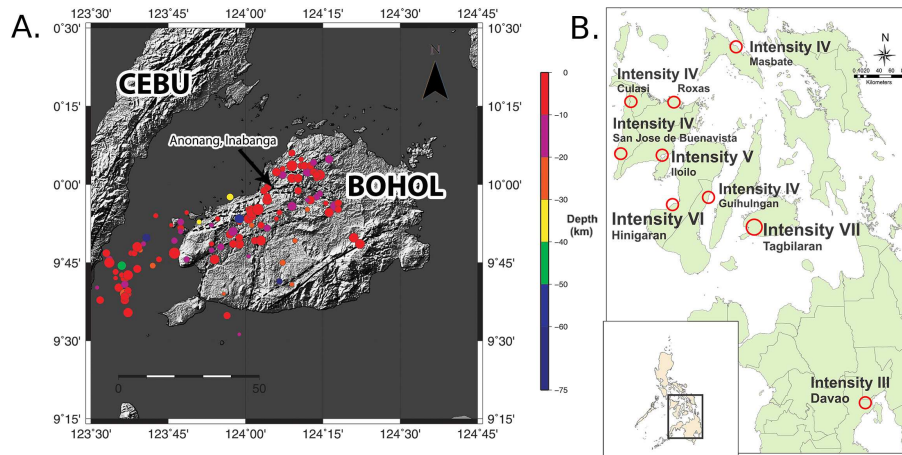 A.
123°30' 123°45' 124°00' 124°15' 124°30' 124°45'
0°30'
0°15'
0°00'
9°45'
9°30'
9°15'
N
CEBU
Anonang, Inabanga
BOHOL
0 50
0°30'
0°15'
0°00'
9°45'
9°30'
9°15'
123°30' 123°45' 124°00' 124°15' 124°30' 124°45'
0
-10
-20
-30
-40
-60
-75
Depth
(km)
B.
N
Kilometers
Intensity IV
Masbate
Intensity IV
Culasi Roxas
Intensity IV
San Jose de Buenavista
Intensity V
Iloilo
Intensity IV
Guihulngan
Intensity VI
Hinigaran
Intensity VII
Tagbilaran
Intensity III
Davao